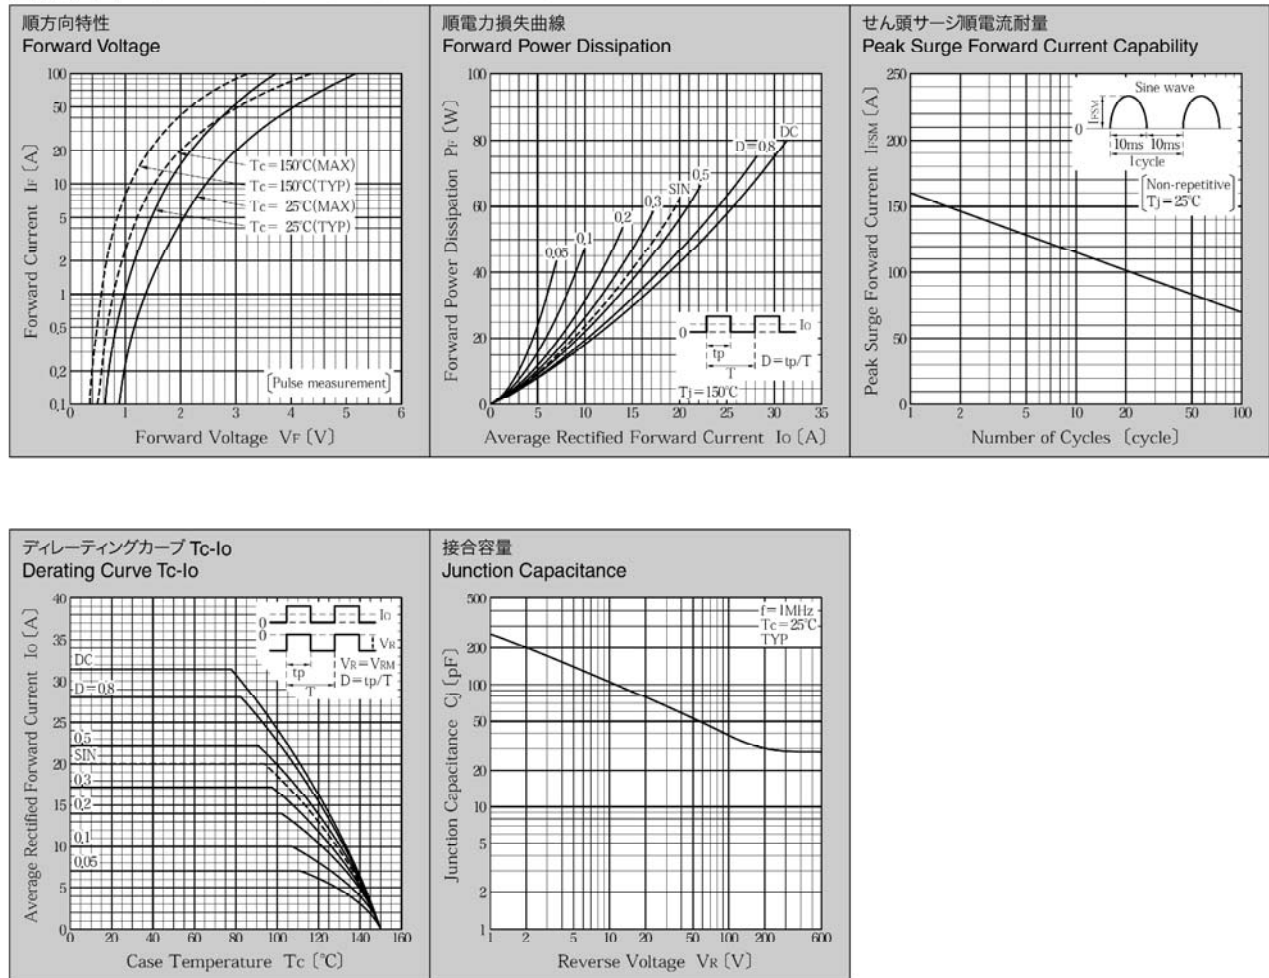 順方向特性
Forward Voltage
Forward Current IF [A]
100
50
20
10
5
2
1
0.5
0.2
0.1
Tc=150℃(MAX)
Tc=150℃(TYP)
Tc= 25℃(MAX)
Tc= 25℃(TYP)
[Pulse measurement]
0 1 2 3 4 5 6
Forward Voltage VF [V]
順電力損失曲線
Forward Power Dissipation
Forward Power Dissipation PF [W]
100
80
60
40
20
0
DC
D=0.8
0.5
SIN
0.3
0.2
0.1
0.05
0
Io
tp
T
D=tp/T
Tj=150℃
0 5 10 15 20 25 30 35
Average Rectified Forward Current Io [A]
せん頭サージ順電流耐量
Peak Surge Forward Current Capability
Peak Surge Forward Current IFSM [A]
250
200
150
100
50
0
Sine wave
IFSM
0
10ms 10ms
1cycle
[Non-repetitive
Tj=25℃]
1 2 5 10 20 50 100
Number of Cycles [cycle]
ディレーティングカーブ Tc-Io
Derating Curve Tc-Io
Average Rectified Forward Current Io [A]
40
35
30
25
20
15
10
5
0
DC
D=0.8
0.5
SIN
0.3
0.2
0.1
0.05
0
Io
0
VR
tp
T
VR=VRM
D=tp/T
0 20 40 60 80 100 120 140 160
Case Temperature Tc [℃]
接合容量
Junction Capacitance
Junction Capacitance Cj [pF]
500
200
100
50
20
10
5
2
1
f=1MHz
Tc=25℃
TYP
1 2 5 10 20 50 100 200 600
Reverse Voltage VR [V]